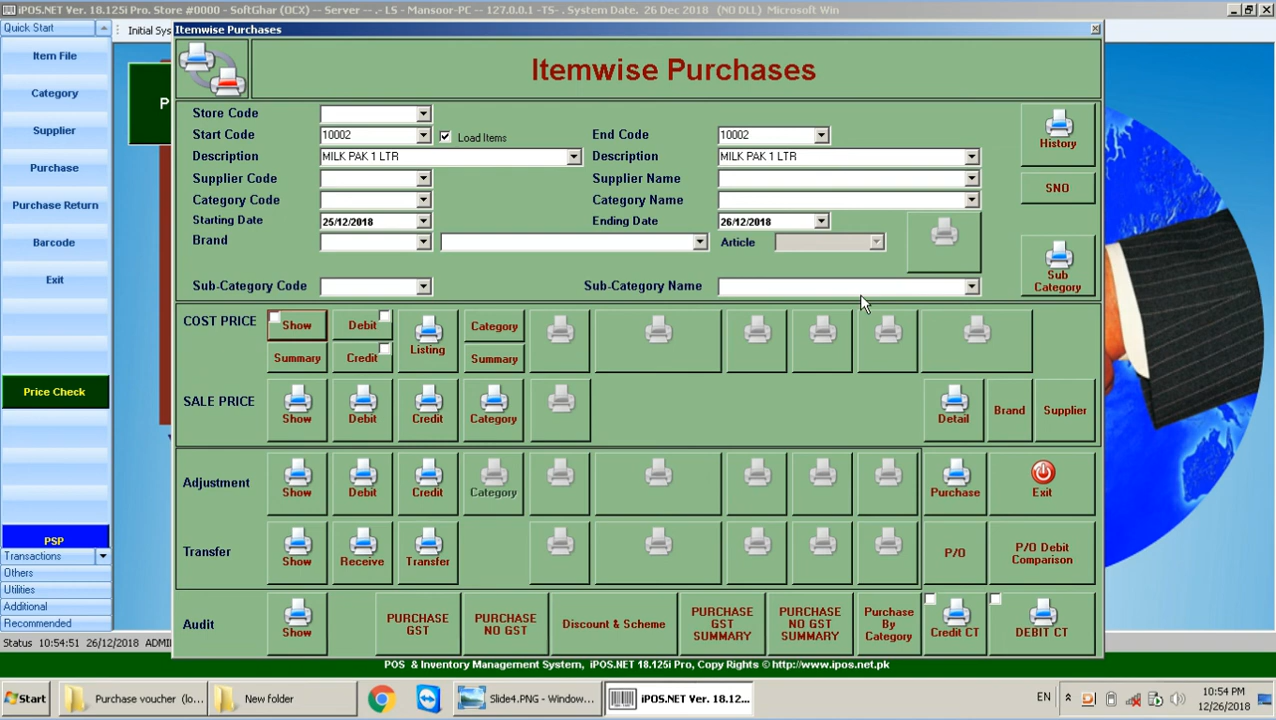 iPOS.NET Ver. 18.125i Pro. Store #0000 - SoftGhar (OCX) -- Server -- .- LS - Mansoor-PC -- 127.0.0.1 -TS- , System Date. 26 Dec 2018 (NO DLL) Microsoft Win
Quick Start
Initial Sys
Item File
Category
Supplier
Purchase
Purchase Return
Barcode
Exit
Price Check
PSP
Transactions
Others
Utilities
Additional
Recommended
P
Itemwise Purchases
Itemwise Purchases
Store Code
Start Code 10002 Load Items End Code 10002
Description MILK PAK 1 LTR Description MILK PAK 1 LTR
Supplier Code Supplier Name
Category Code Category Name
Starting Date 25/12/2018 Ending Date 26/12/2018
Brand Article
Sub-Category Code Sub-Category Name
History
SNO
Sub
Category
COST PRICE Show Debit Listing Category
Summary Credit Summary
SALE PRICE Show Debit Credit Category Detail Brand Supplier
Adjustment Show Debit Credit Category Purchase Exit
Transfer Show Receive Transfer P/O P/O Debit
Comparison
Audit Show
PURCHASE
GST
PURCHASE
NO GST
Discount & Scheme
PURCHASE
GST
SUMMARY
PURCHASE
NO GST
SUMMARY
Purchase
By
Category
Credit CT
DEBIT CT
Status 10:54:51 26/12/2018 ADMI
POS & Inventory Management System, iPOS.NET 18.125i Pro, Copy Rights © http://www.ipos.net.pk
Start Purchase voucher (lo... New folder Slide4.PNG - Window... iPOS.NET Ver. 18.12... EN 10:54 PM
12/26/2018